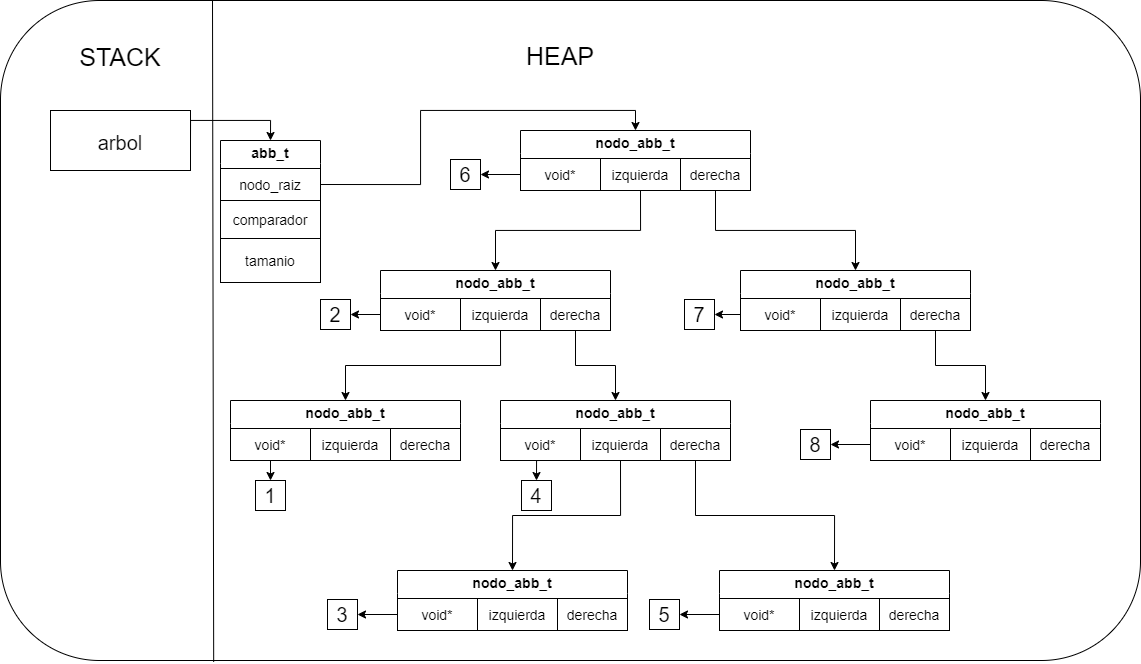 STACK
HEAP
arbol
abb_t
nodo_raiz
comparador
tamanio
nodo_abb_t
6
void* izquierda derecha
nodo_abb_t
2
void* izquierda derecha
nodo_abb_t
7
void* izquierda derecha
nodo_abb_t
void* izquierda derecha
1
nodo_abb_t
void* izquierda derecha
4
nodo_abb_t
8
void* izquierda derecha
nodo_abb_t
3
void* izquierda derecha
nodo_abb_t
5
void* izquierda derecha